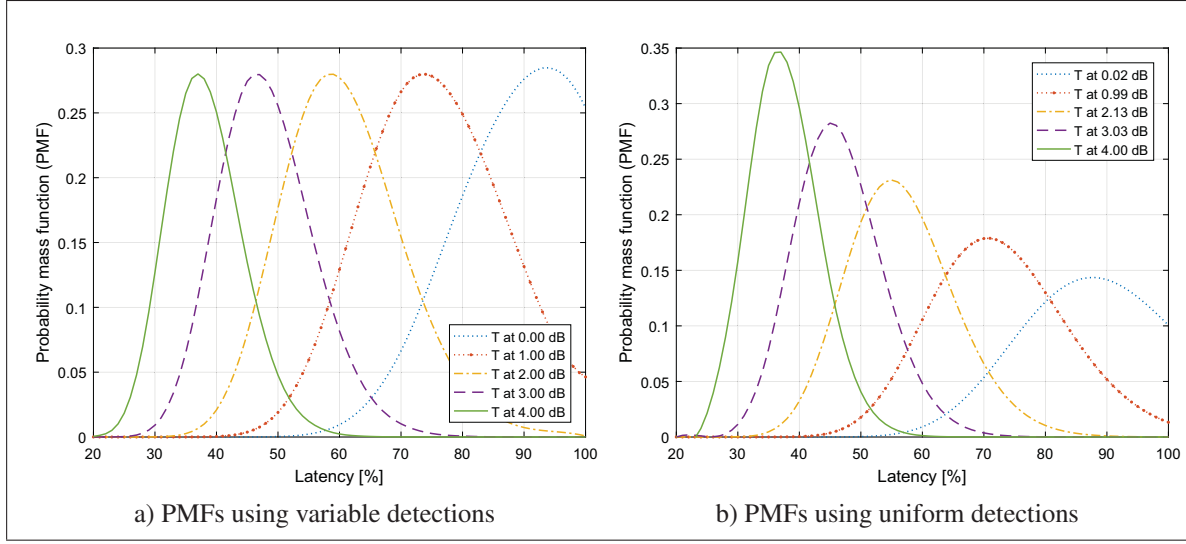 0.3
0.25
0.2
0.15
0.1
0.05
0
Probability mass function (PMF)
20 30 40 50 60 70 80 90 100
Latency [%]
T at 0.00 dB
T at 1.00 dB
T at 2.00 dB
T at 3.00 dB
T at 4.00 dB
a) PMFs using variable detections
0.35
0.3
0.25
0.2
0.15
0.1
0.05
0
Probability mass function (PMF)
20 30 40 50 60 70 80 90 100
Latency [%]
T at 0.02 dB
T at 0.99 dB
T at 2.13 dB
T at 3.03 dB
T at 4.00 dB
b) PMFs using uniform detections